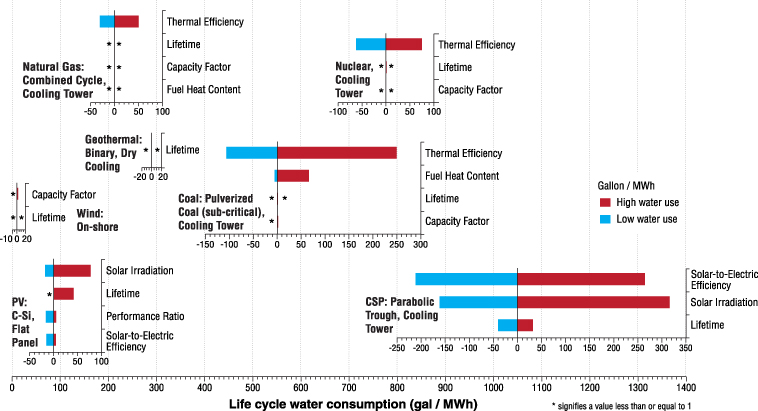 Thermal Efficiency
Lifetime
Capacity Factor
Fuel Heat Content
* *
* *
* *
Natural Gas:
Combined Cycle,
Cooling Tower
-50 0 50 100
Thermal Efficiency
Lifetime
Capacity Factor
* *
* *
Nuclear,
Cooling
Tower
-100 -50 0 50 100
Geothermal:
Binary, Dry
Cooling
* *
Lifetime
-20 0 20
Thermal Efficiency
Fuel Heat Content
Lifetime
Capacity Factor
* *
*
Coal: Pulverized
Coal (sub-critical),
Cooling Tower
-150 -100 -50 0 50 100 150 200 250 300
Gallon / MWh
High water use
Low water use
* Capacity Factor
* * Lifetime
Wind:
On-shore
-10 0 20
Solar Irradiation
* Lifetime
Performance Ratio
Solar-to-Electric
Efficiency
PV:
C-Si,
Flat
Panel
-50 0 50 100
Solar-to-Electric
Efficiency
Solar Irradiation
Lifetime
CSP: Parabolic
Trough, Cooling
Tower
-250 -200 -150 -100 -50 0 50 100 150 200 250 300 350 400
0 100 200 300 400 500 600 700 800 900 1000 1100 1200 1300 1400
Life cycle water consumption (gal / MWh)
* signifies a value less than or equal to 1